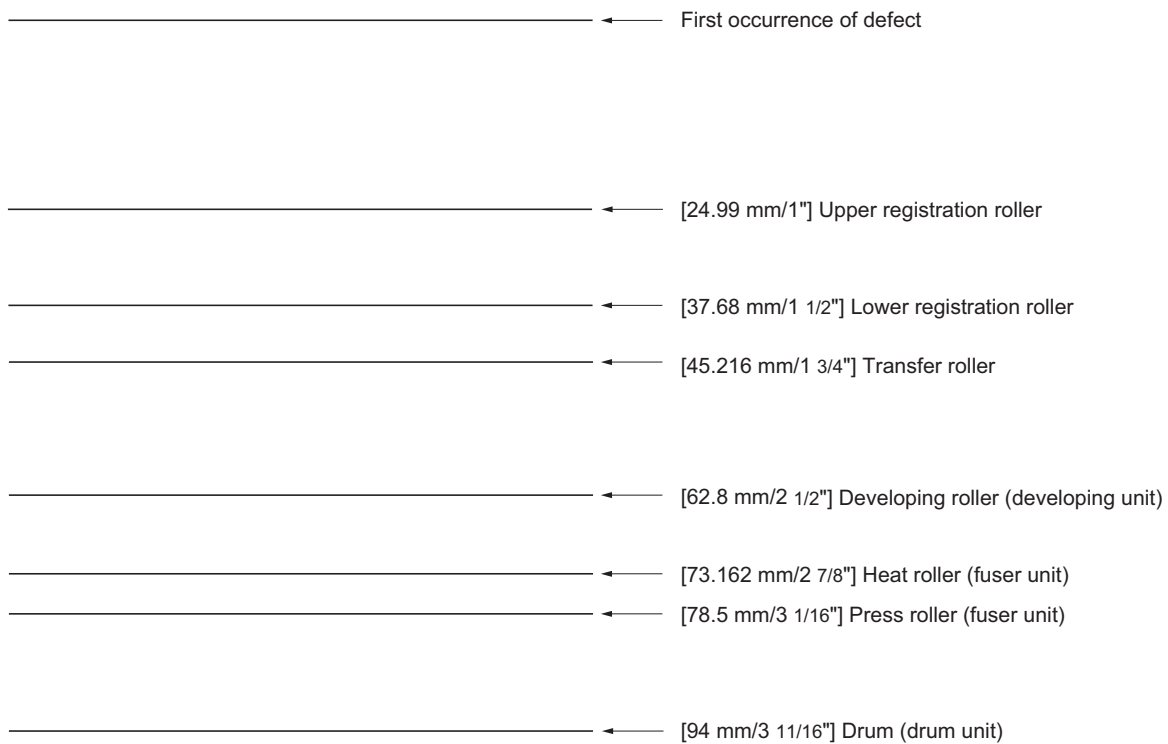 First occurrence of defect
[24.99 mm/1"] Upper registration roller
[37.68 mm/1 1/2"] Lower registration roller
[45.216 mm/1 3/4"] Transfer roller
[62.8 mm/2 1/2"] Developing roller (developing unit)
[73.162 mm/2 7/8"] Heat roller (fuser unit)
[78.5 mm/3 1/16"] Press roller (fuser unit)
[94 mm/3 11/16"] Drum (drum unit)